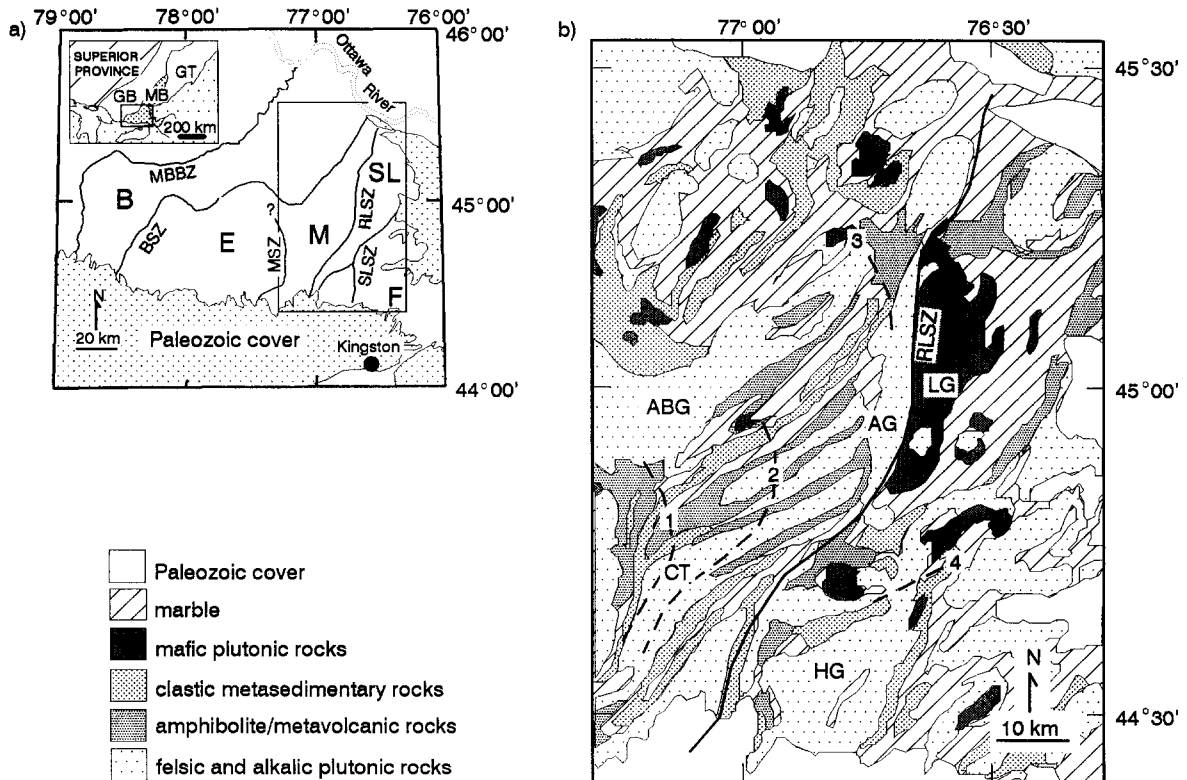 a)
79°00'
78°00'
77°00'
76°00'
46°00'
SUPERIOR
PROVINCE
GT
GB MB
200 km
Ottawa
River
MBBZ
SL
45°00'
B
BSZ
?
E
MSZ
M
RLSZ
SLSZ
F
N
20 km
Paleozoic cover
Kingston
44°00'
Paleozoic cover
marble
mafic plutonic rocks
clastic metasedimentary rocks
amphibolite/metavolcanic rocks
felsic and alkalic plutonic rocks
b)
77°00'
76°30'
45°30'
3
RLSZ
LG
45°00'
ABG
AG
2
1
CT
4
HG
N
10 km
44°30'